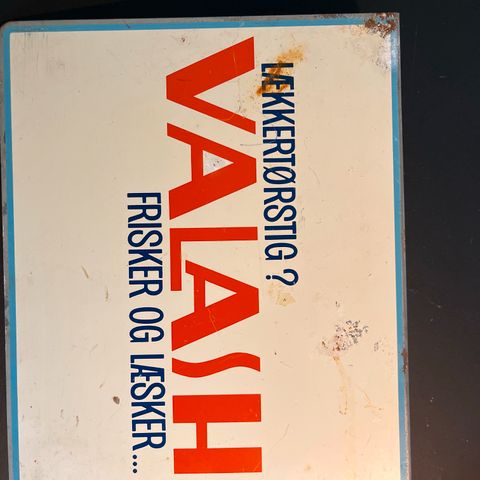 LÆKKERTØRSTIG ?
VALASH
FRISKER OG LÆSKER...